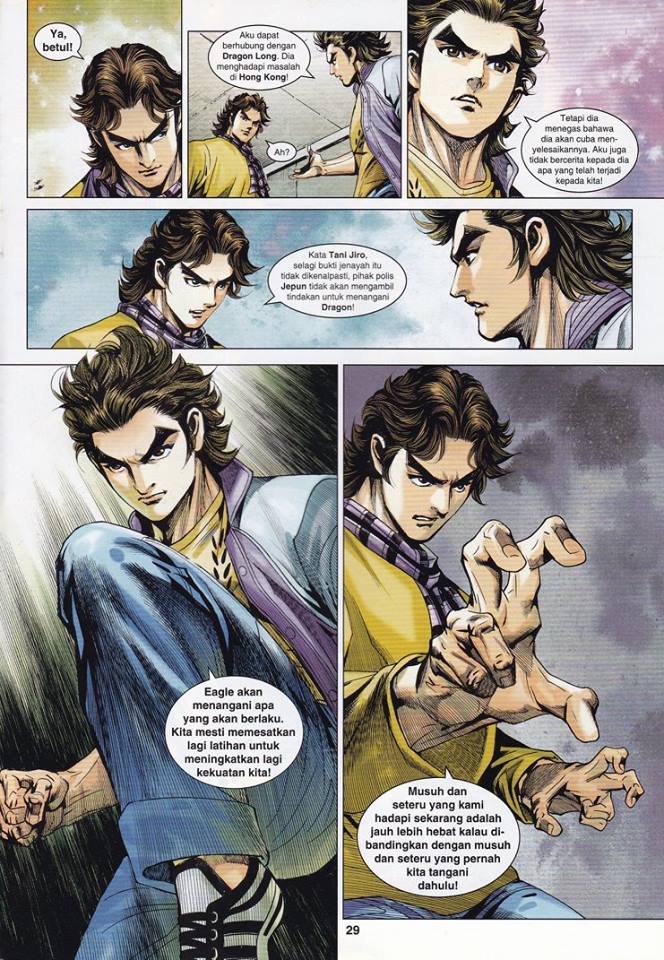 Ya,
betul!
Aku dapat
berhubung dengan
Dragon Long. Dia
menghadapi masalah
di Hong Kong!
Ah?
Tetapi dia
menegas bahawa
dia akan cuba men-
yelesaikannya. Aku juga
tidak bercerita kepada dia
apa yang telah terjadi
kepada kita!
Kata Tani Jiro,
selagi bukti jenayah itu
tidak dikenalpasti, pihak polis
Jepun tidak akan mengambil
tindakan untuk menangani
Dragon!
Eagle akan
menangani apa
yang akan berlaku.
Kita mesti memesatkan
lagi latihan untuk
meningkatkan lagi
kekuatan kita!
Musuh dan
seteru yang kami
hadapi sekarang adalah
jauh lebih hebat kalau di-
bandingkan dengan musuh
dan seteru yang pernah
kita tangani
dahulu!
29